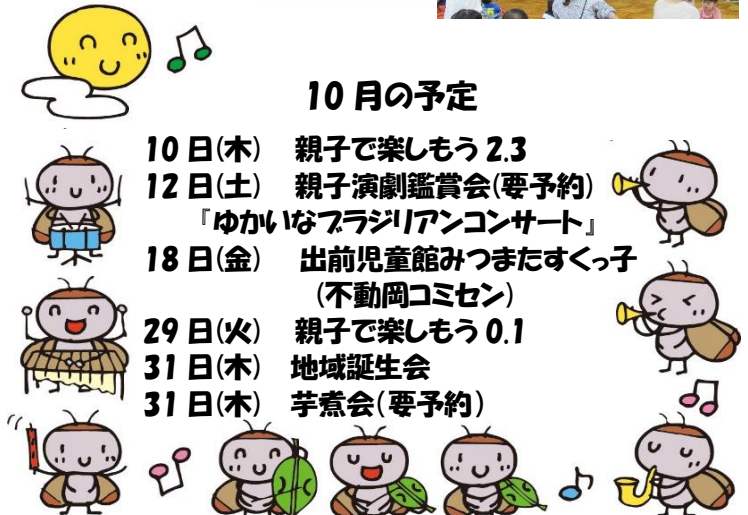 10月の予定
10日(木) 親子で楽しもう2.3
12日(土) 親子演劇鑑賞会(要予約)
『ゆかいなブラジリアンコンサート』
18日(金) 出前児童館みつまたすくっ子
(不動岡コミセン)
29日(火) 親子で楽しもう0.1
31日(木) 地域誕生会
31日(木) 芋煮会(要予約)